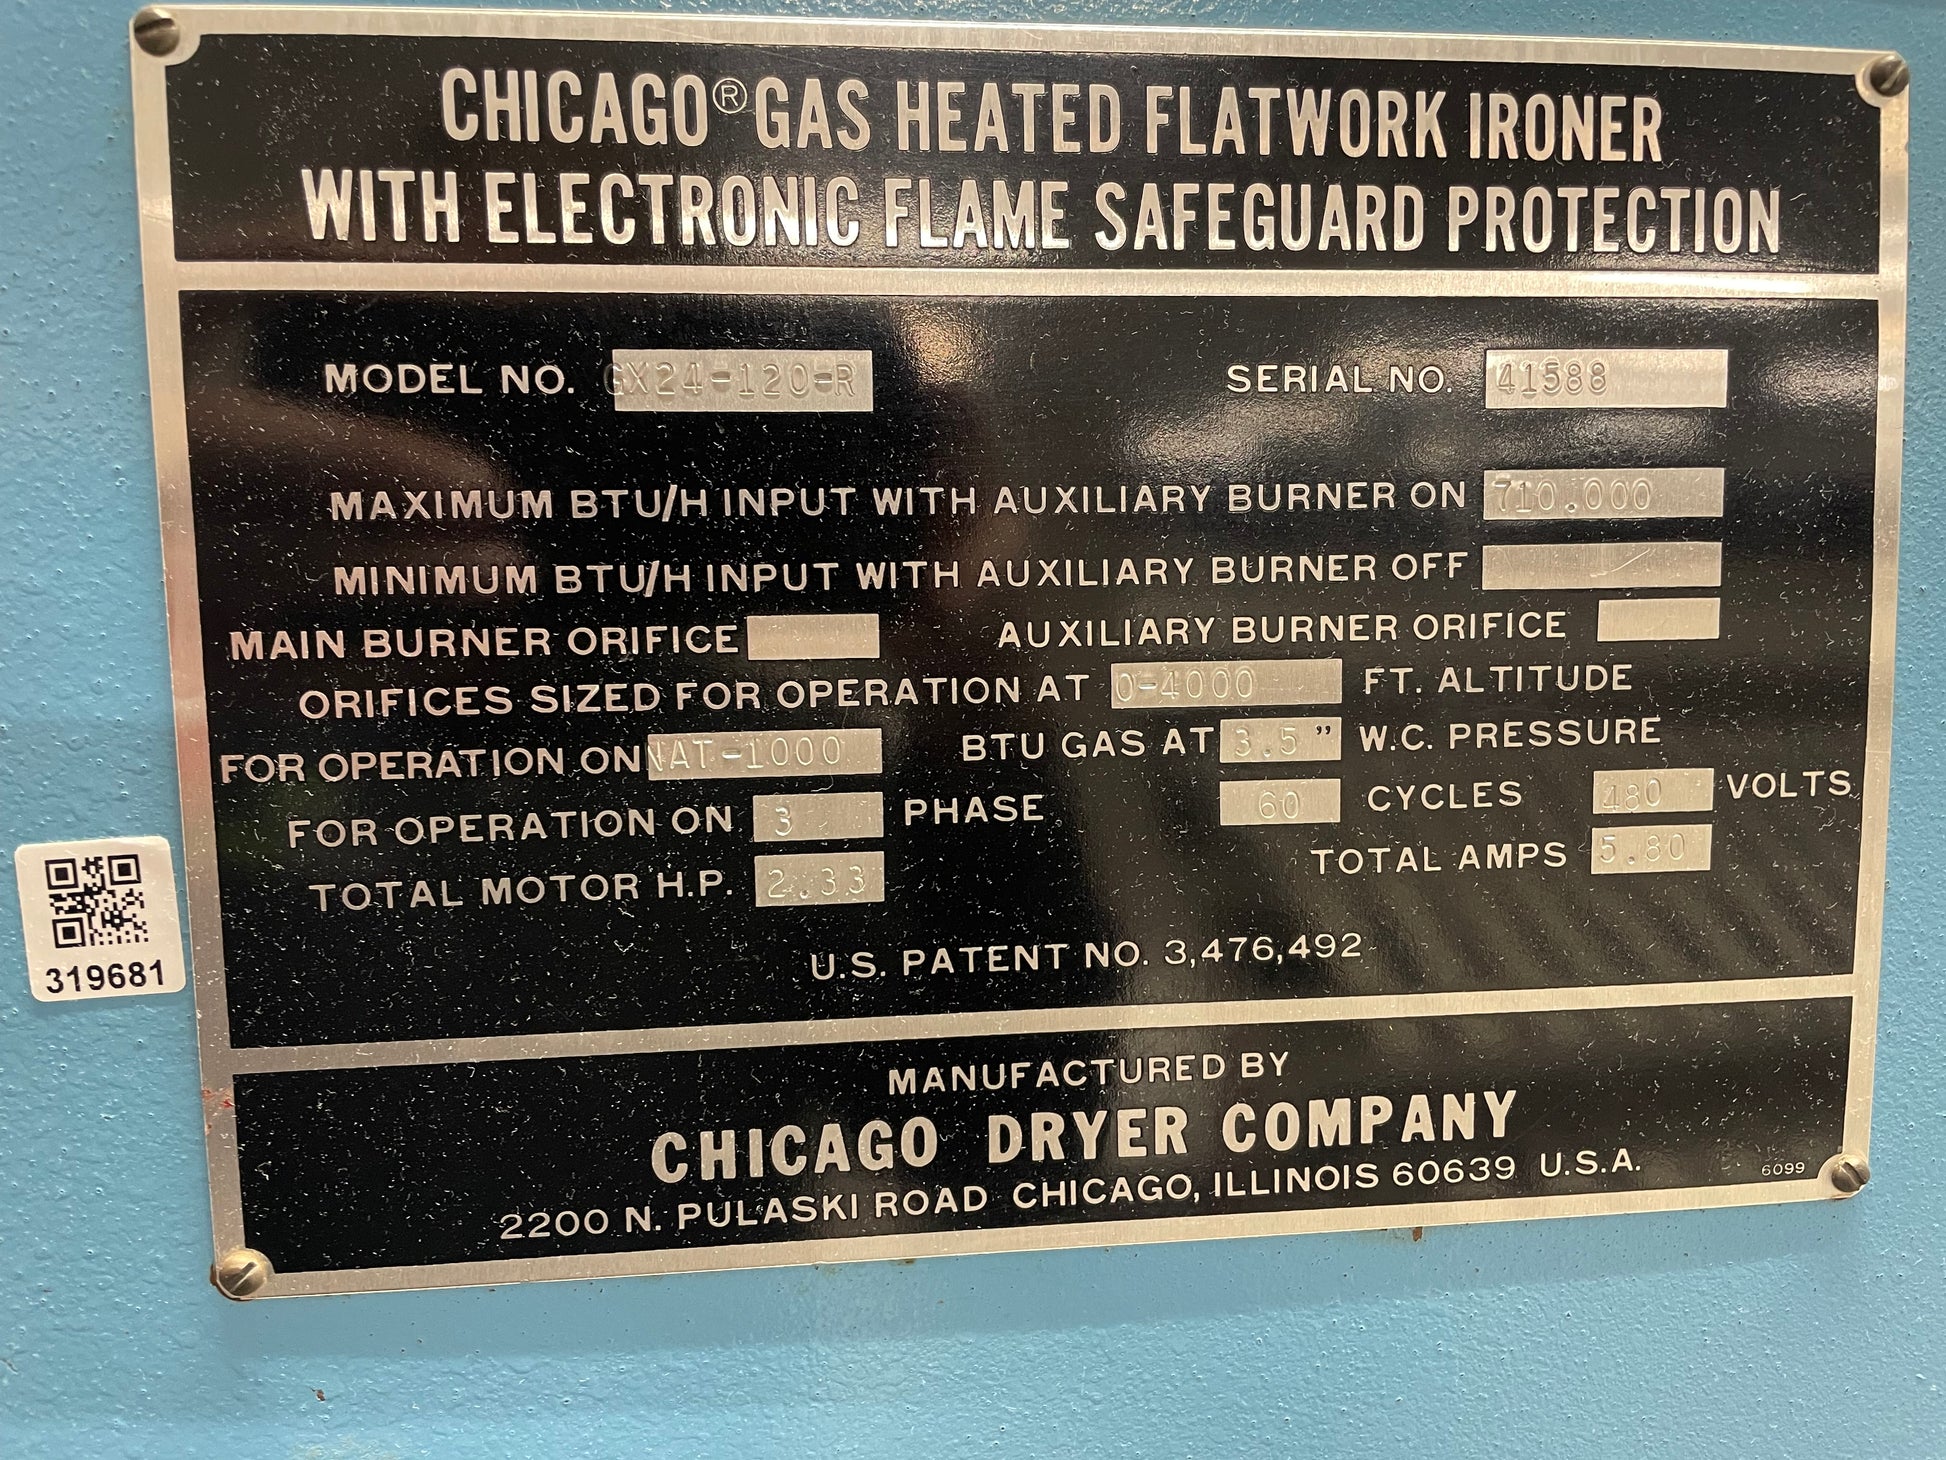 CHICAGO® GAS HEATED FLATWORK IRONER
WITH ELECTRONIC FLAME SAFEGUARD PROTECTION
MODEL NO. GX24-120-R SERIAL NO. 41588
MAXIMUM BTU/H INPUT WITH AUXILIARY BURNER ON 710.000
MINIMUM BTU/H INPUT WITH AUXILIARY BURNER OFF
MAIN BURNER ORIFICE AUXILIARY BURNER ORIFICE
ORIFICES SIZED FOR OPERATION AT 0-4000 FT. ALTITUDE
FOR OPERATION ON NAT-1000 BTU GAS AT 3.5" W.C. PRESSURE
FOR OPERATION ON 3 PHASE 60 CYCLES 480 VOLTS
TOTAL MOTOR H.P. 2.33 TOTAL AMPS 5.80
U.S. PATENT NO. 3,476,492
319681
MANUFACTURED BY
CHICAGO DRYER COMPANY
2200 N. PULASKI ROAD CHICAGO, ILLINOIS 60639 U.S.A.
6099